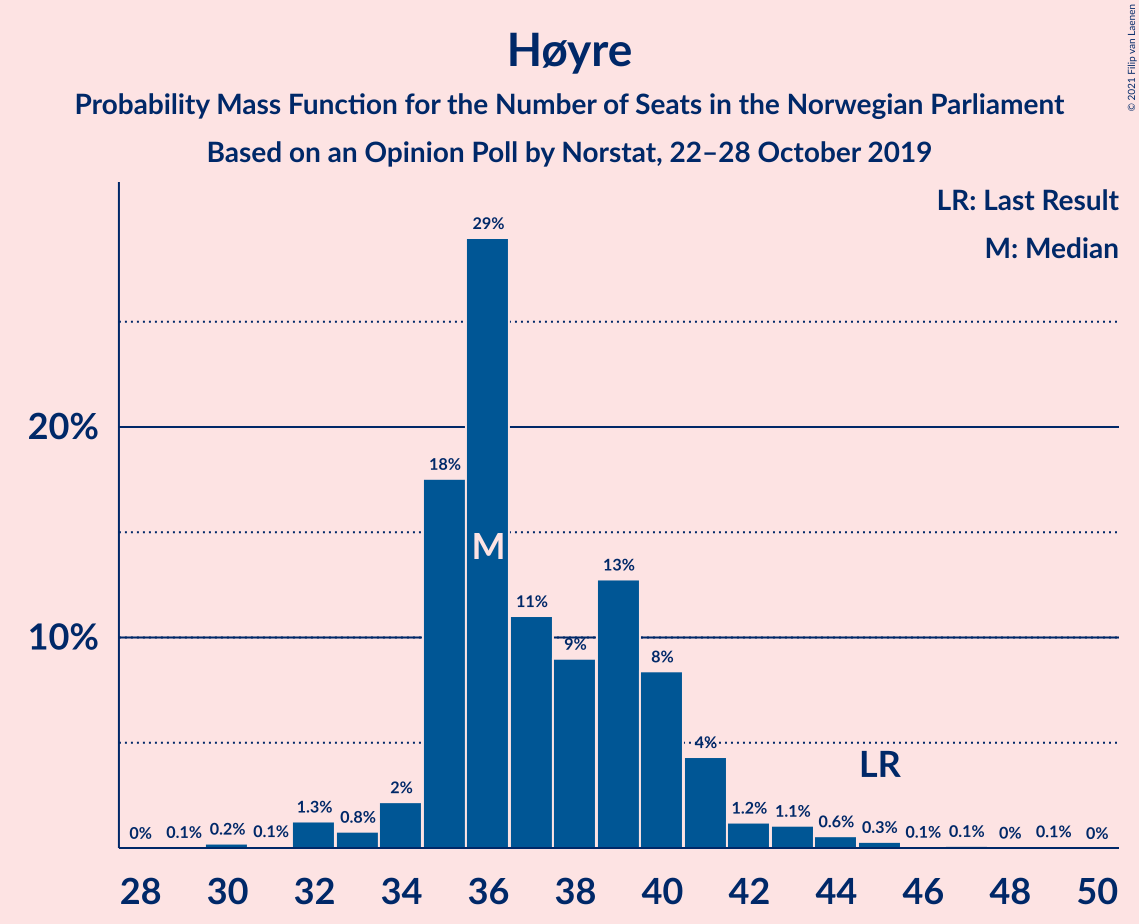 Høyre
Probability Mass Function for the Number of Seats in the Norwegian Parliament
Based on an Opinion Poll by Norstat, 22–28 October 2019
© 2021 Filip van Laenen
LR: Last Result
M: Median
20%
10%
0%
0.1%
0.2%
0.1%
1.3%
0.8%
2%
18%
29%
11%
9%
13%
8%
4%
1.2%
1.1%
0.6%
0.3%
0.1%
0.1%
0%
0.1%
0%
M
LR
28 30 32 34 36 38 40 42 44 46 48 50